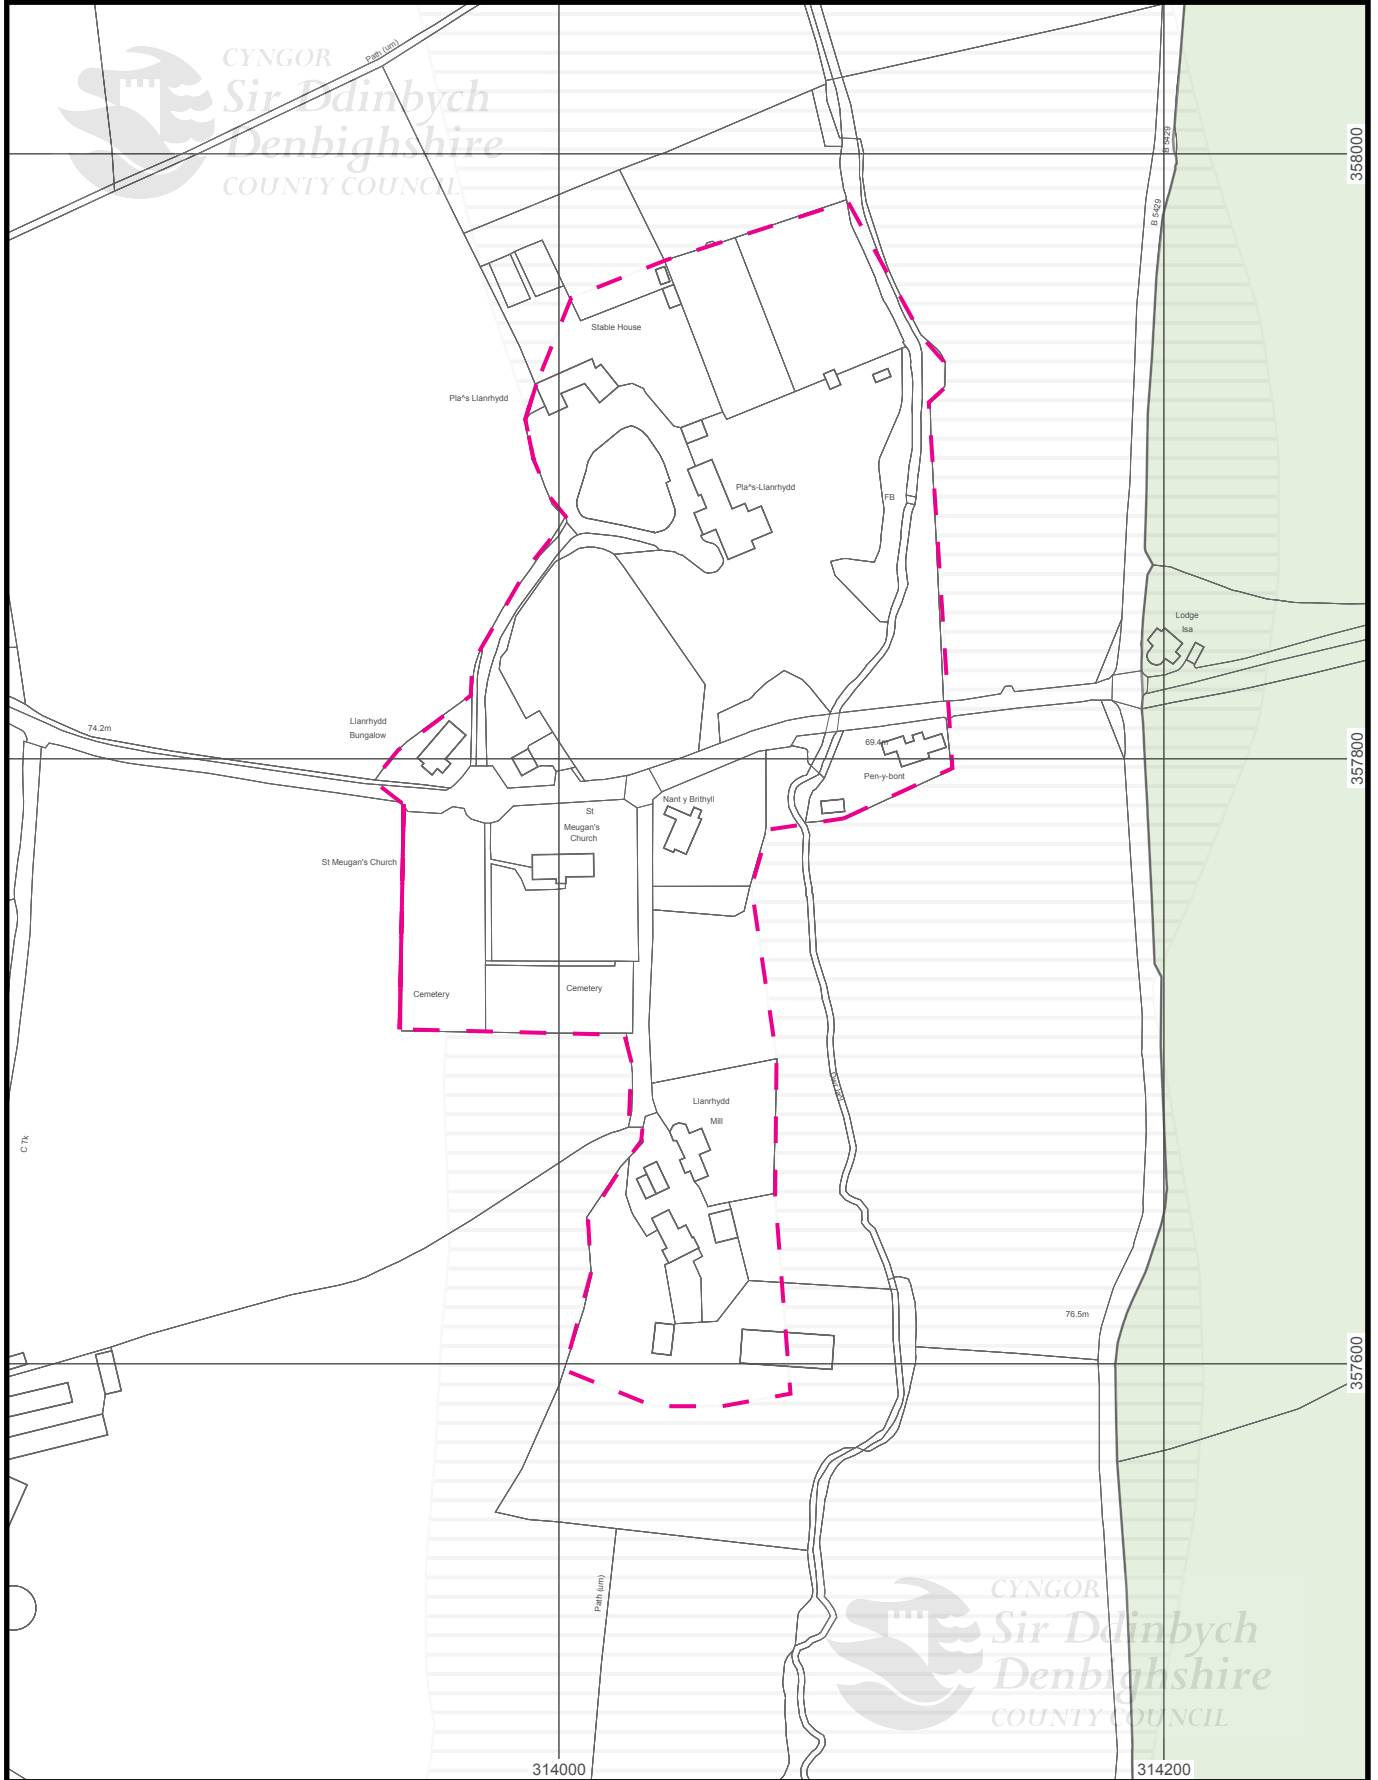 CYNGOR
Sir Ddinbych
Denbighshire
COUNTY COUNCIL
Path (um)
B 5429
358000
B 5429
Stable House
Pla^s Llanrhydd
Pla^s-Llanrhydd
FB
Lodge
Isa
Llanrhydd
Bungalow
74.2m
69.4m
357800
Pen-y-bont
Nant y Brithyll
St
Meugan's
Church
St Meugan's Church
Cemetery
Cemetery
Llanrhydd
Mill
C Tk
76.5m
357600
Path (um)
CYNGOR
Sir Ddinbych
Denbighshire
COUNTY COUNCIL
314000
314200